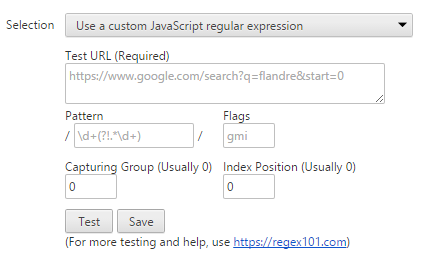 Selection Use a custom JavaScript regular expression
Test URL (Required)
https://www.google.com/search?q=flandre&start=0
Pattern Flags
/ \d+(?!.*\d+) / gmi
Capturing Group (Usually 0) Index Position (Usually 0)
0 0
Test Save
(For more testing and help, use https://regex101.com)